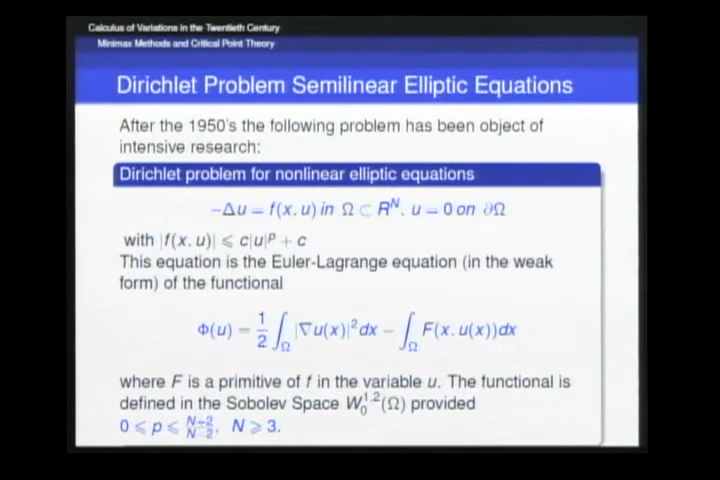 Calculus of Variations in the Twentieth Century
Minimax Methods and Critical Point Theory
Dirichlet Problem Semilinear Elliptic Equations
After the 1950's the following problem has been object of
intensive research:
Dirichlet problem for nonlinear elliptic equations
−Δu = f(x, u) in Ω ⊂ R^N, u = 0 on ∂Ω
with |f(x, u)| ⩽ c|u|^p + c
This equation is the Euler-Lagrange equation (in the weak
form) of the functional
Φ(u) = 1/2 ∫_Ω |∇u(x)|²dx − ∫_Ω F(x, u(x))dx
where F is a primitive of f in the variable u. The functional is
defined in the Sobolev Space W_0^{1,2}(Ω) provided
0 ⩽ p ⩽ (N+2)/(N−2), N ⩾ 3.